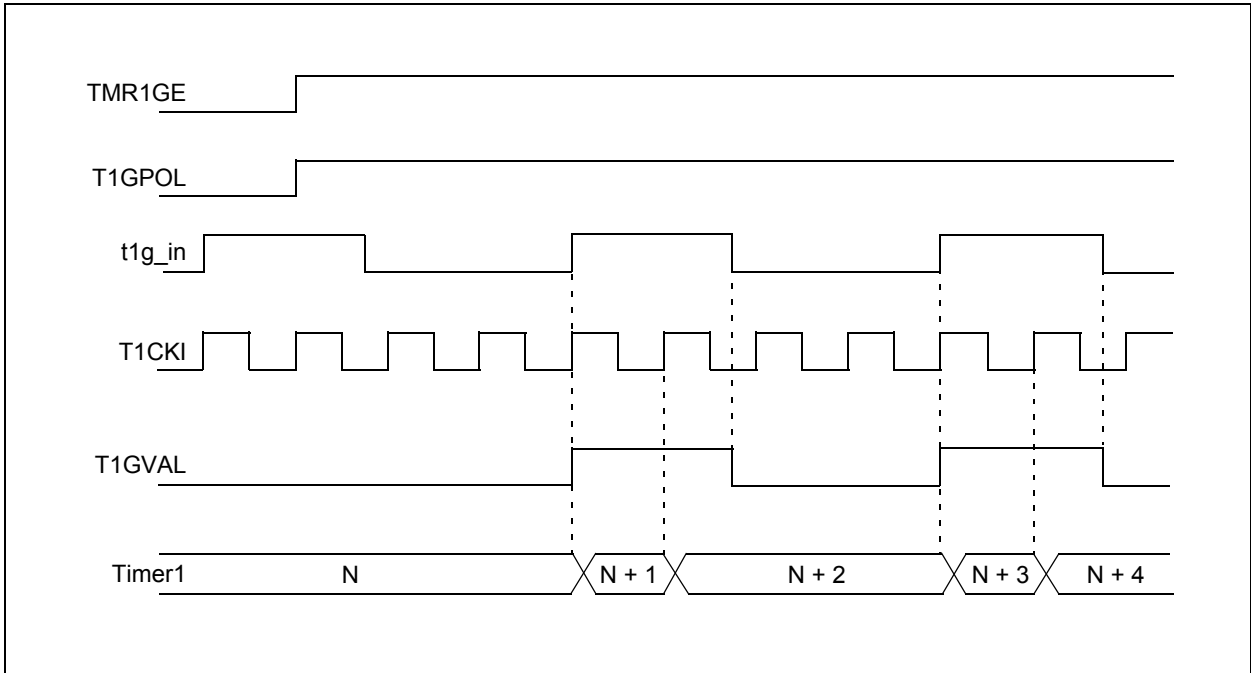 TMR1GE
T1GPOL
t1g_in
T1CKI
T1GVAL
Timer1 N N + 1 N + 2 N + 3 N + 4